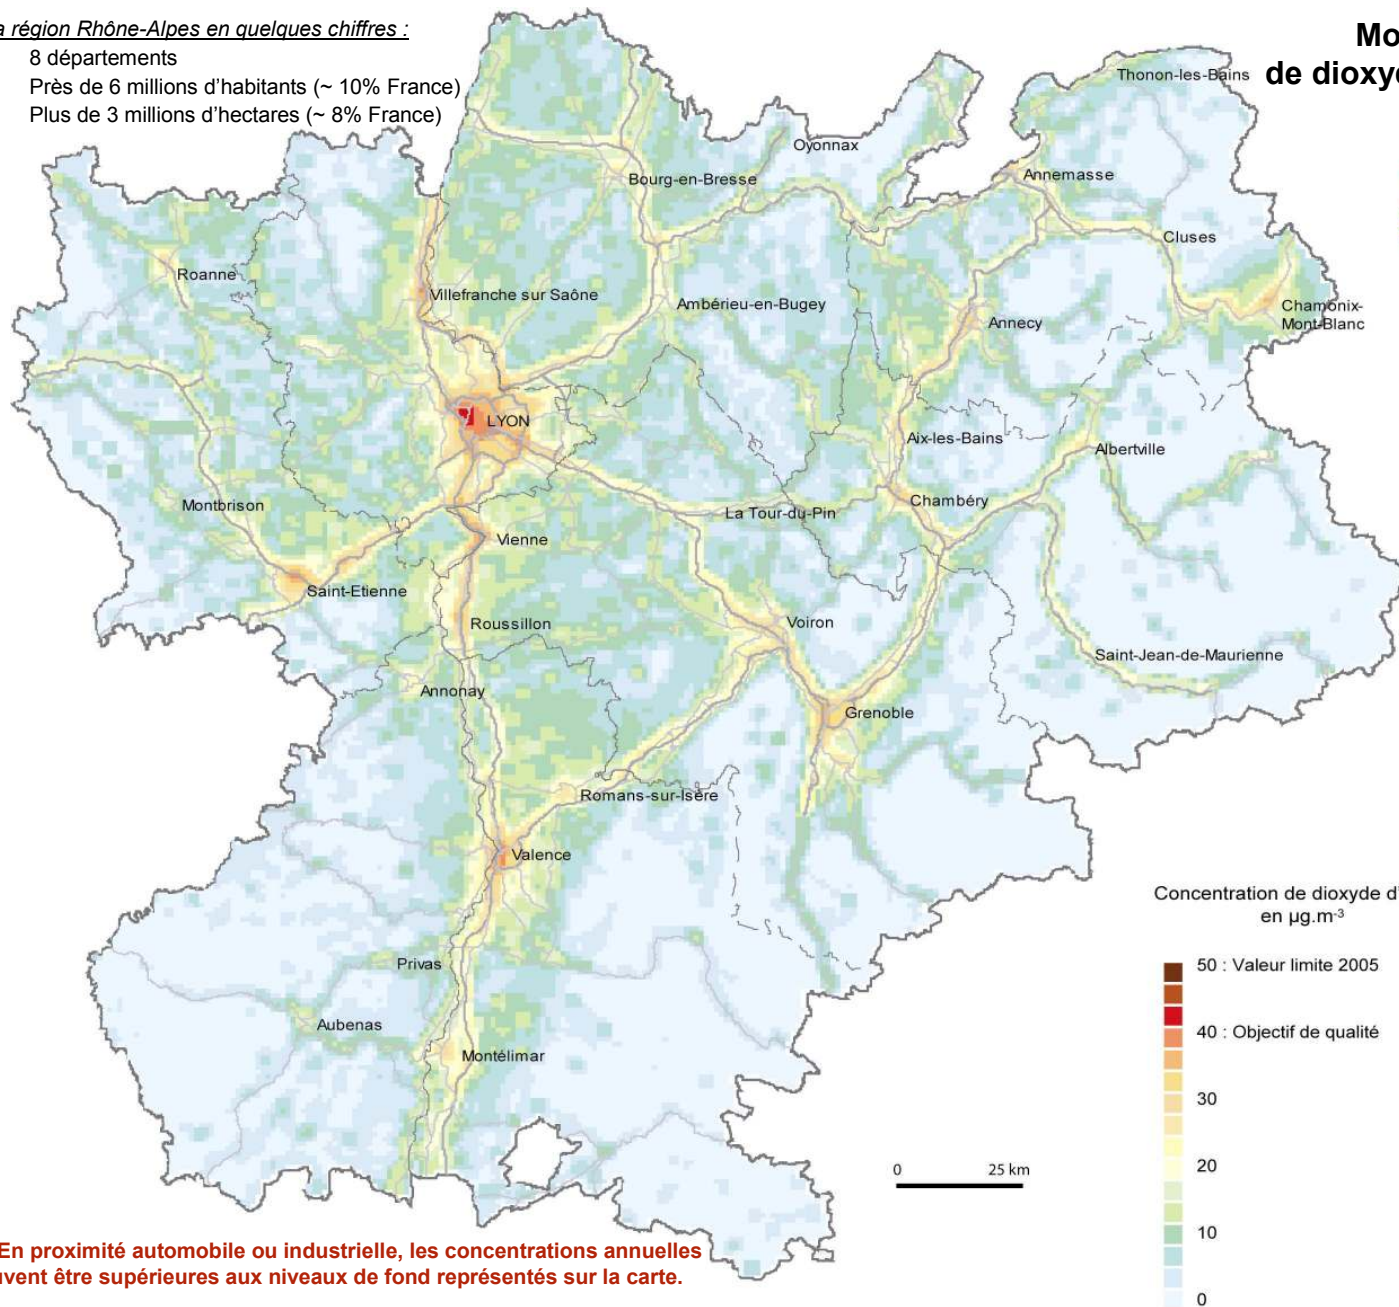 a région Rhône-Alpes en quelques chiffres :
8 départements
Près de 6 millions d'habitants (~ 10% France)
Plus de 3 millions d'hectares (~ 8% France)
Mo
de dioxyd
Thonon-les-Bains
Oyonnax
Bourg-en-Bresse
Annemasse
Cluses
Roanne
Villefranche sur Saône
Ambérieu-en-Bugey
Annecy
Chamonix-
Mont-Blanc
LYON
Aix-les-Bains
Albertville
Montbrison
La Tour-du-Pin
Chambéry
Vienne
Saint-Etienne
Roussillon
Voiron
Saint-Jean-de-Maurienne
Annonay
Grenoble
Romans-sur-Isère
Valence
Privas
Aubenas
Montélimar
Concentration de dioxyde d'
en µg.m-3
50 : Valeur limite 2005
40 : Objectif de qualité
30
20
10
0
0 25 km
En proximité automobile ou industrielle, les concentrations annuelles
uvent être supérieures aux niveaux de fond représentés sur la carte.